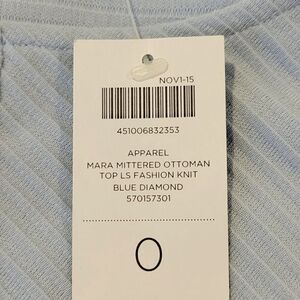 NOV1-15
451006832353
APPAREL
MARA MITTERED OTTOMAN
TOP LS FASHION KNIT
BLUE DIAMOND
570157301
0